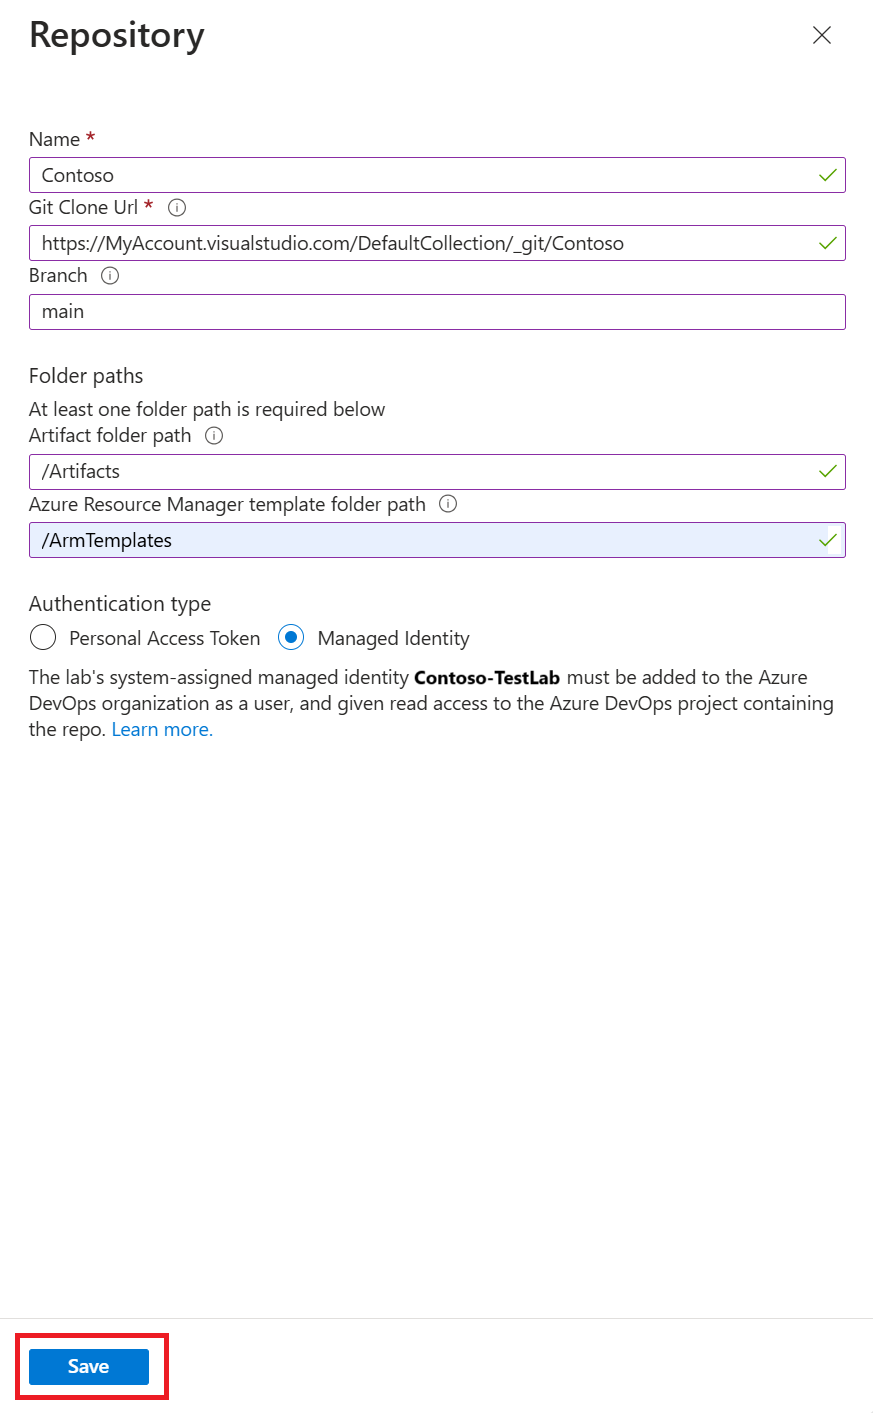 Repository
Name *
Contoso
Git Clone Url *
https://MyAccount.visualstudio.com/DefaultCollection/_git/Contoso
Branch
main
Folder paths
At least one folder path is required below
Artifact folder path
/Artifacts
Azure Resource Manager template folder path
/ArmTemplates
Authentication type
Personal Access Token Managed Identity
The lab's system-assigned managed identity Contoso-TestLab must be added to the Azure
DevOps organization as a user, and given read access to the Azure DevOps project containing
the repo. Learn more.
Save